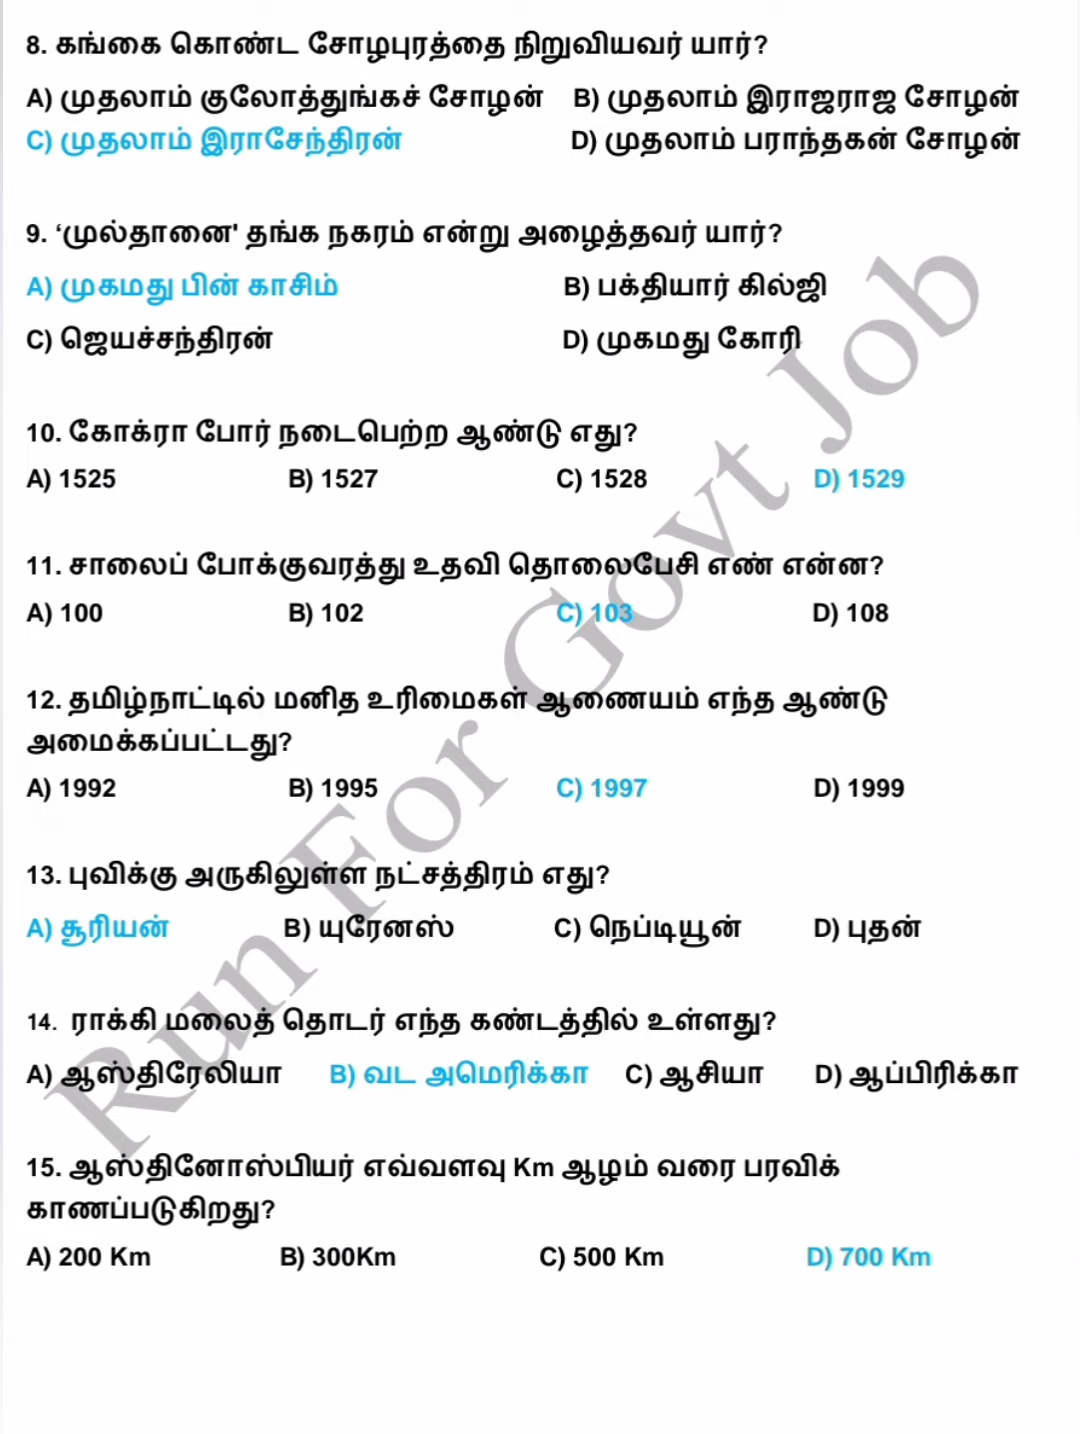 8. கங்கை கொண்ட சோழபுரத்தை நிறுவியவர் யார்?
A) முதலாம் குலோத்துங்கச் சோழன் B) முதலாம் இராஜராஜ சோழன்
C) முதலாம் இராசேந்திரன் D) முதலாம் பராந்தகன் சோழன்
9. ‘முல்தானை' தங்க நகரம் என்று அழைத்தவர் யார்?
A) முகமது பின் காசிம் B) பக்தியார் கில்ஜி
C) ஜெயச்சந்திரன் D) முகமது கோரி
10. கோக்ரா போர் நடைபெற்ற ஆண்டு எது?
A) 1525 B) 1527 C) 1528 D) 1529
11. சாலைப் போக்குவரத்து உதவி தொலைபேசி எண் என்ன?
A) 100 B) 102 C) 103 D) 108
12. தமிழ்நாட்டில் மனித உரிமைகள் ஆணையம் எந்த ஆண்டு
அமைக்கப்பட்டது?
A) 1992 B) 1995 C) 1997 D) 1999
13. புவிக்கு அருகிலுள்ள நட்சத்திரம் எது?
A) சூரியன் B) யுரேனஸ் C) நெப்டியூன் D) புதன்
14. ராக்கி மலைத் தொடர் எந்த கண்டத்தில் உள்ளது?
A) ஆஸ்திரேலியா B) வட அமெரிக்கா C) ஆசியா D) ஆப்பிரிக்கா
15. ஆஸ்தினோஸ்பியர் எவ்வளவு Km ஆழம் வரை பரவிக்
காணப்படுகிறது?
A) 200 Km B) 300Km C) 500 Km D) 700 Km
Run For Govt Job